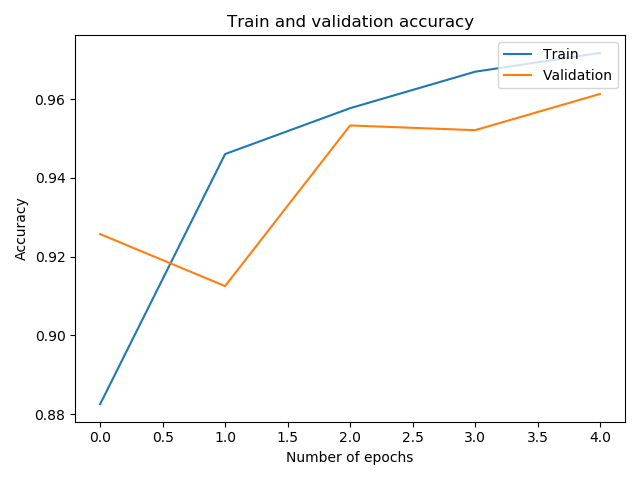 Train and validation accuracy
Train
Validation
0.96
0.94
0.92
0.90
0.88
Accuracy
0.0 0.5 1.0 1.5 2.0 2.5 3.0 3.5 4.0
Number of epochs